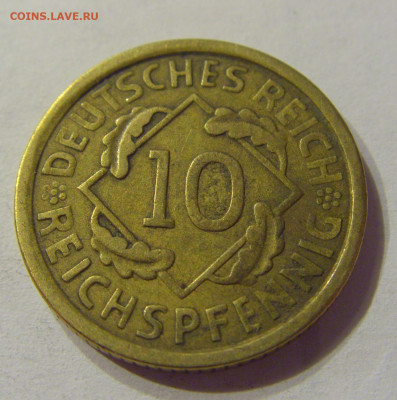 COINS.LAVE.RU
DEUTSCHES REICH
10
REICHSPFENNIG